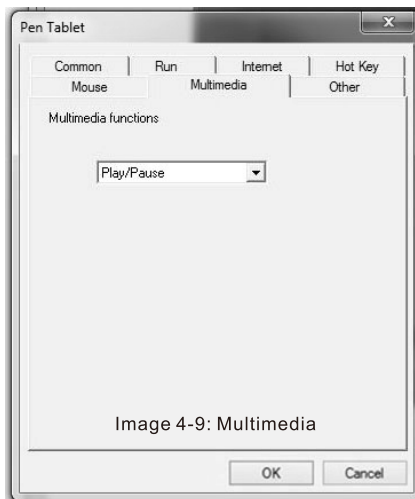 Pen Tablet
Common Run Internet Hot Key
Mouse Multimedia Other
Multimedia functions
Play/Pause
Image 4-9: Multimedia
OK Cancel